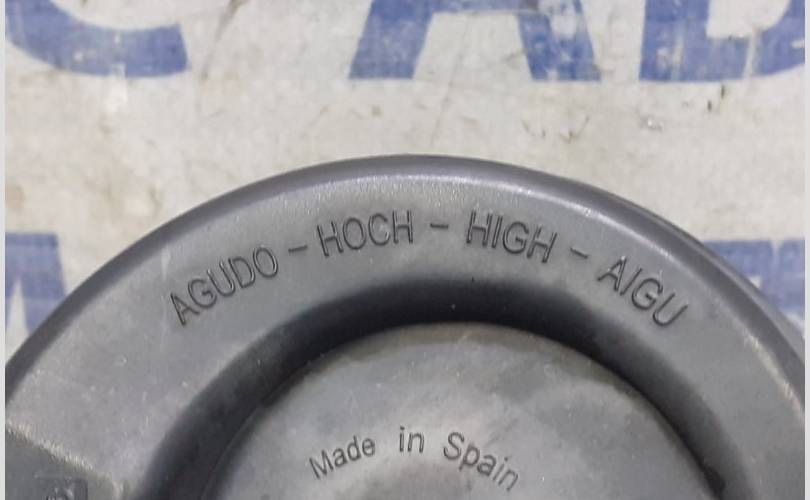 AGUDO - HOCH - HIGH - AIGU
Made in Spain